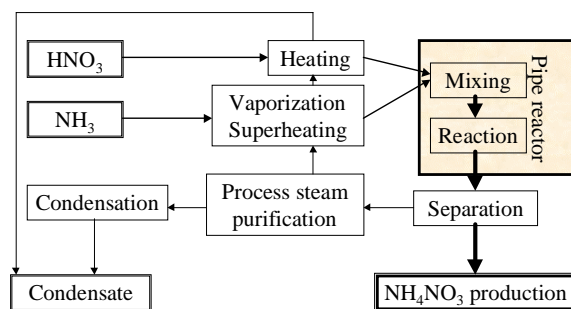 HNO₃
Heating
NH₃
Vaporization
Superheating
Mixing
Reaction
Pipe reactor
Condensation
Process steam
purification
Separation
Condensate
NH₄NO₃ production